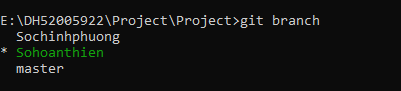 E:\DH52005922\Project\Project>git branch
  Sochinhphuong
* Sohoanthien
  master